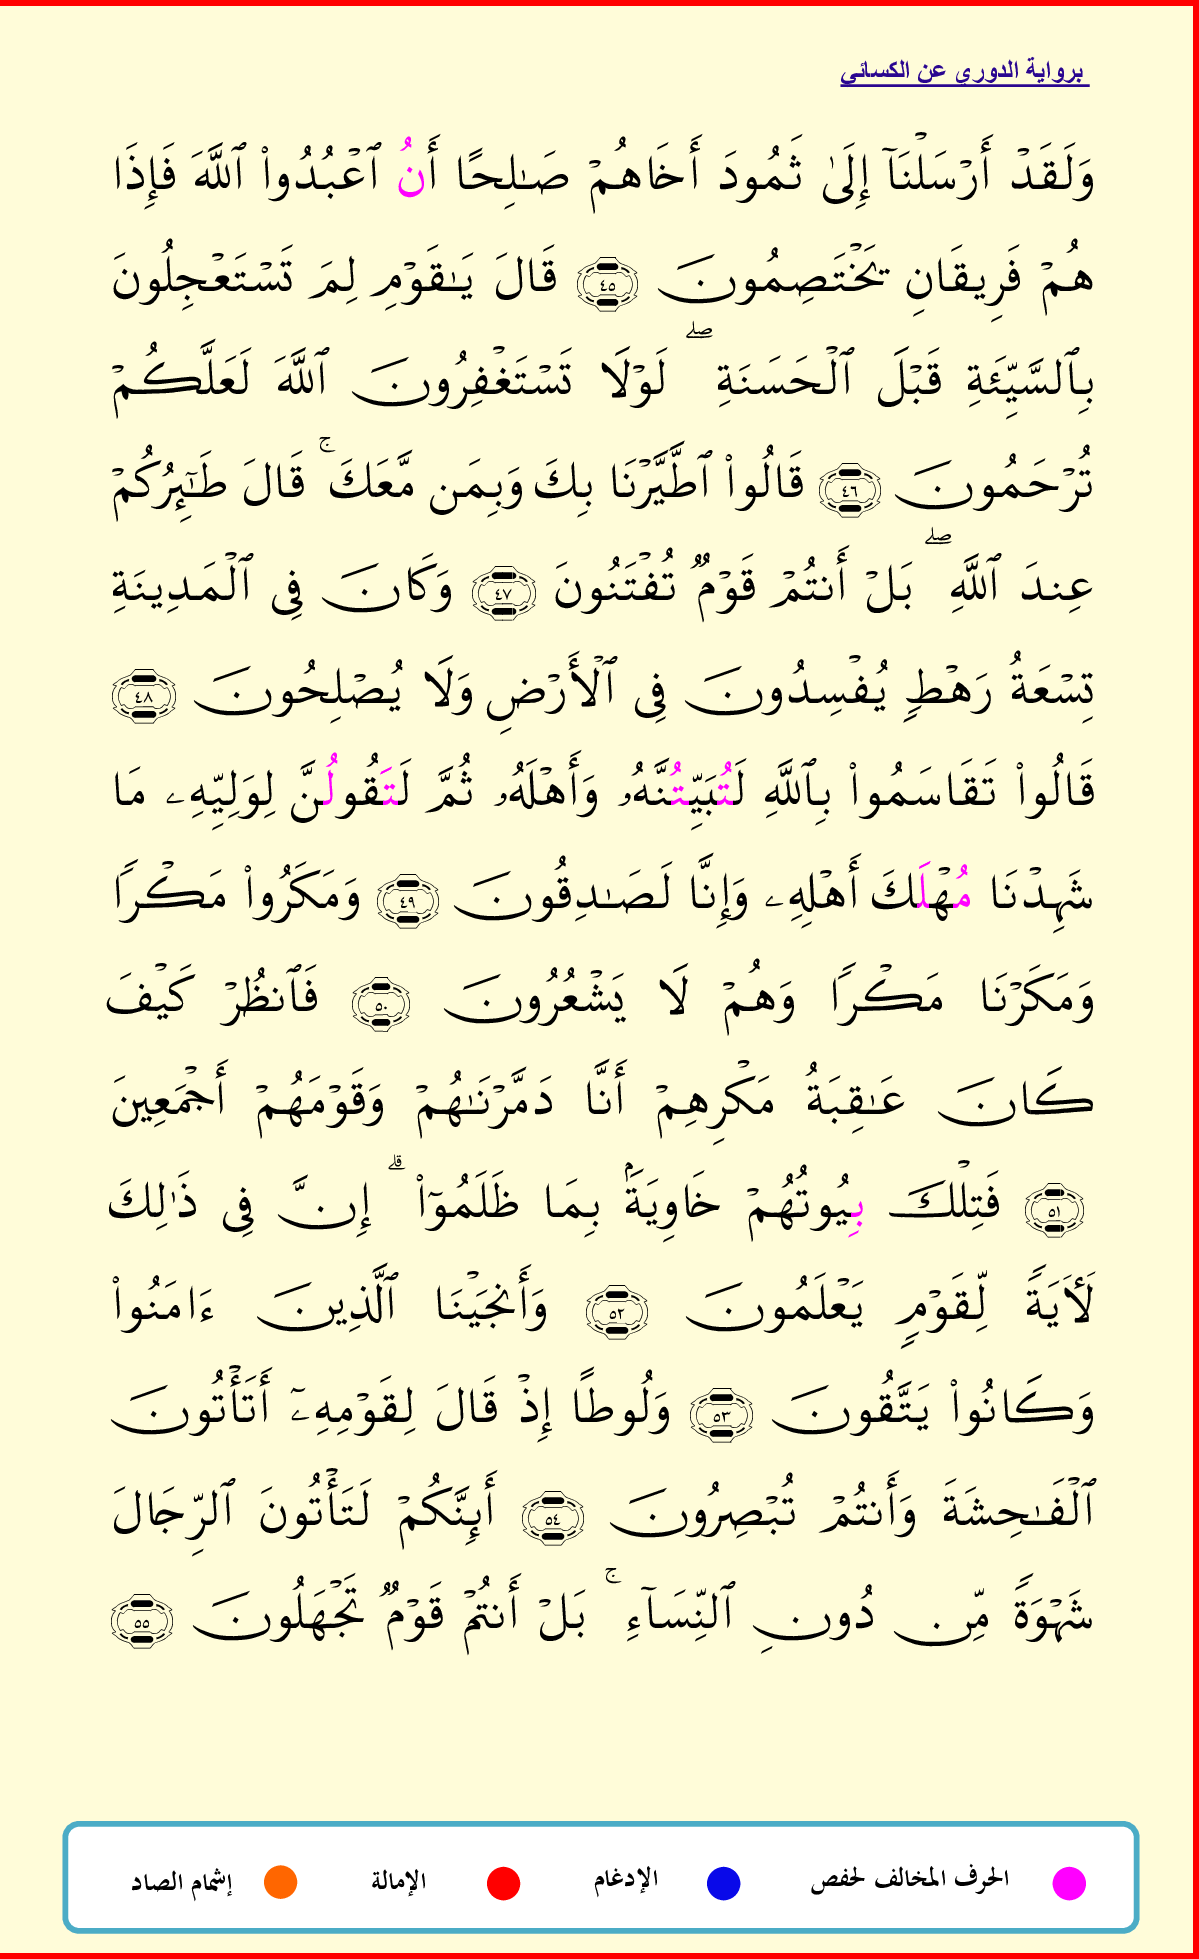 برواية الدوري عن الكسائي
وَلَقَدْ أَرْسَلْنَآ إِلَىٰ ثَمُودَ أَخَاهُمْ صَـٰلِحًا أَنُ ٱعْبُدُوا۟ ٱللَّهَ فَإِذَا
هُمْ فَرِيقَانِ يَخْتَصِمُونَ ٤٥ قَالَ يَـٰقَوْمِ لِمَ تَسْتَعْجِلُونَ
بِٱلسَّيِّئَةِ قَبْلَ ٱلْحَسَنَةِ ۖ لَوْلَا تَسْتَغْفِرُونَ ٱللَّهَ لَعَلَّكُمْ
تُرْحَمُونَ ٤٦ قَالُوا۟ ٱطَّيَّرْنَا بِكَ وَبِمَن مَّعَكَ ۚ قَالَ طَـٰٓئِرُكُمْ
عِندَ ٱللَّهِ ۖ بَلْ أَنتُمْ قَوْمٌ تُفْتَنُونَ ٤٧ وَكَانَ فِى ٱلْمَدِينَةِ
تِسْعَةُ رَهْطٍ يُفْسِدُونَ فِى ٱلْأَرْضِ وَلَا يُصْلِحُونَ ٤٨
قَالُوا۟ تَقَاسَمُوا۟ بِٱللَّهِ لَتُبَيِّتُنَّهُۥ وَأَهْلَهُۥ ثُمَّ لَتَقُولُنَّ لِوَلِيِّهِۦ مَا
شَهِدْنَا مُهْلَكَ أَهْلِهِۦ وَإِنَّا لَصَـٰدِقُونَ ٤٩ وَمَكَرُوا۟ مَكْرًا
وَمَكَرْنَا مَكْرًا وَهُمْ لَا يَشْعُرُونَ ٥٠ فَٱنظُرْ كَيْفَ
كَانَ عَـٰقِبَةُ مَكْرِهِمْ أَنَّا دَمَّرْنَـٰهُمْ وَقَوْمَهُمْ أَجْمَعِينَ
٥١ فَتِلْكَ بِيُوتُهُمْ خَاوِيَةًۢ بِمَا ظَلَمُوٓا۟ ۗ إِنَّ فِى ذَٰلِكَ
لَـَٔايَةً لِّقَوْمٍ يَعْلَمُونَ ٥٢ وَأَنجَيْنَا ٱلَّذِينَ ءَامَنُوا۟
وَكَانُوا۟ يَتَّقُونَ ٥٣ وَلُوطًا إِذْ قَالَ لِقَوْمِهِۦٓ أَتَأْتُونَ
ٱلْفَـٰحِشَةَ وَأَنتُمْ تُبْصِرُونَ ٥٤ أَئِنَّكُمْ لَتَأْتُونَ ٱلرِّجَالَ
شَهْوَةً مِّن دُونِ ٱلنِّسَآءِ ۚ بَلْ أَنتُمْ قَوْمٌ تَجْهَلُونَ ٥٥
الحرف المخالف لحفص الإدغام الإمالة إشمام الصاد